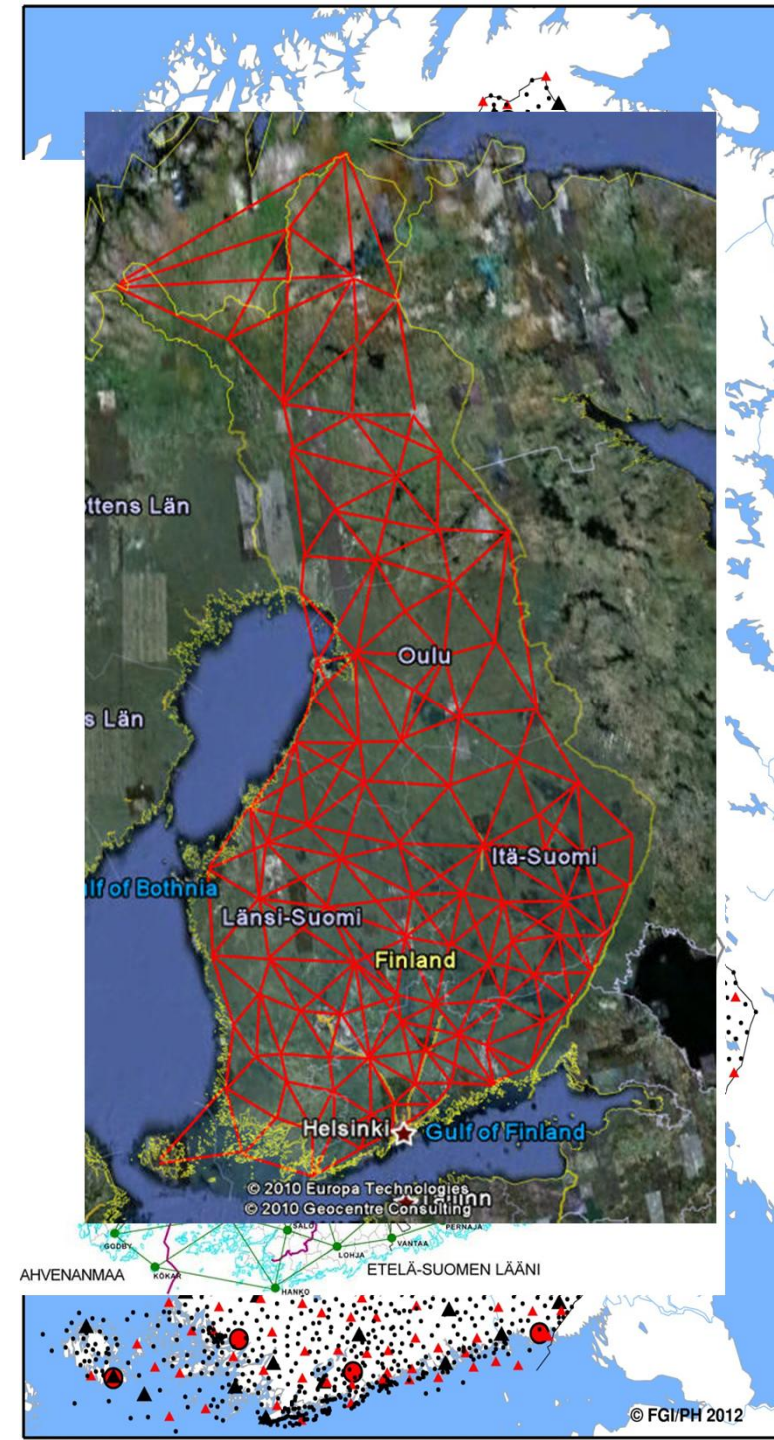 ttens Län
Oulu
s Län
Itä-Suomi
lf of Bothnia
Länsi-Suomi
Finland
Helsinki
Gulf of Finland
© 2010 Europa Technologies
© 2010 Geocentre Consulting
GODBY
SALO
PERNAJA
VANTAA
LOHJA
KÖKAR
AHVENANMAA
ETELÄ-SUOMEN LÄÄNI
HANKO
© FGI/PH 2012